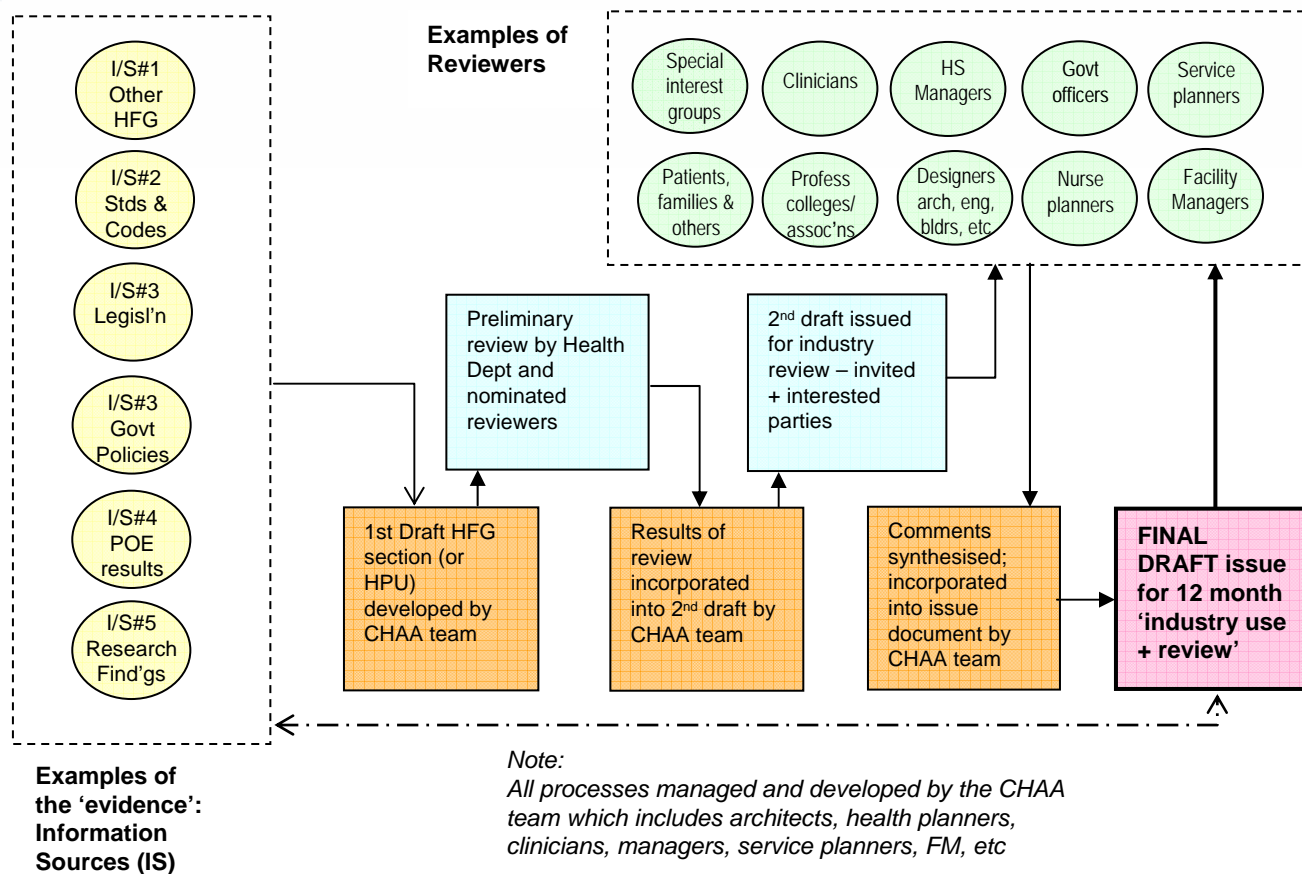 I/S#1
Other
HFG
I/S#2
Stds &
Codes
I/S#3
Legisl'n
I/S#3
Govt
Policies
I/S#4
POE
results
I/S#5
Research
Find'gs
Examples of
the ‘evidence’:
Information
Sources (IS)
Examples of
Reviewers
Special
interest
groups
Clinicians
HS
Managers
Govt
officers
Service
planners
Patients,
families &
others
Profess
colleges/
assoc'ns
Designers
arch, eng,
bldrs, etc
Nurse
planners
Facility
Managers
Preliminary
review by Health
Dept and
nominated
reviewers
2nd draft issued
for industry
review – invited
+ interested
parties
1st Draft HFG
section (or
HPU)
developed by
CHAA team
Results of
review
incorporated
into 2nd draft by
CHAA team
Comments
synthesised;
incorporated
into issue
document by
CHAA team
FINAL
DRAFT issue
for 12 month
‘industry use
+ review’
Note:
All processes managed and developed by the CHAA
team which includes architects, health planners,
clinicians, managers, service planners, FM, etc